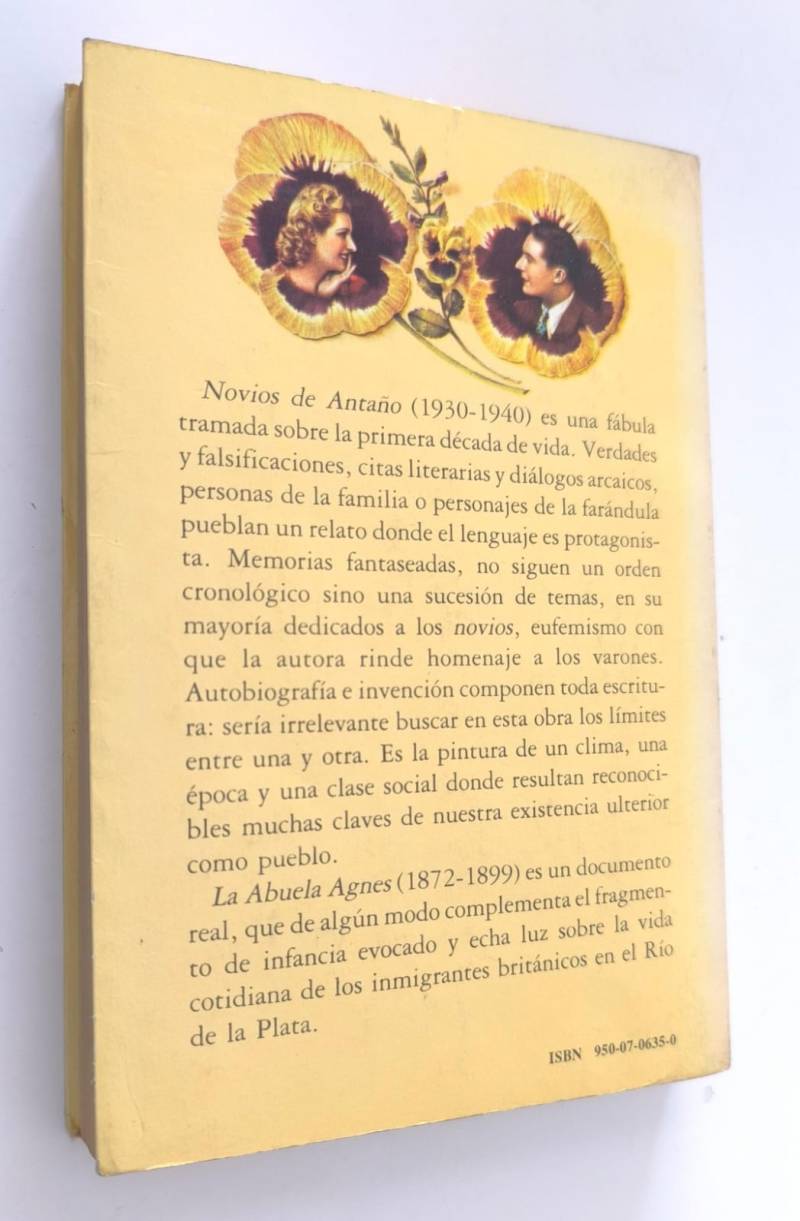 Novios de Antaño (1930-1940) es una fábula
tramada sobre la primera década de vida. Verdades
y falsificaciones, citas literarias y diálogos arcaicos,
personas de la familia o personajes de la farándula
pueblan un relato donde el lenguaje es protagonis-
ta. Memorias fantaseadas, no siguen un orden
cronológico sino una sucesión de temas, en su
mayoría dedicados a los novios, eufemismo con
que la autora rinde homenaje a los varones.
Autobiografía e invención componen toda escritu-
ra: sería irrelevante buscar en esta obra los límites
entre una y otra. Es la pintura de un clima, una
época y una clase social donde resultan reconoci-
bles muchas claves de nuestra existencia ulterior
como pueblo.
La Abuela Agnes (1872-1899) es un documento
real, que de algún modo complementa el fragmen-
to de infancia evocado y echa luz sobre la vida
cotidiana de los inmigrantes británicos en el Río
de la Plata.
ISBN 950-07-0635-0